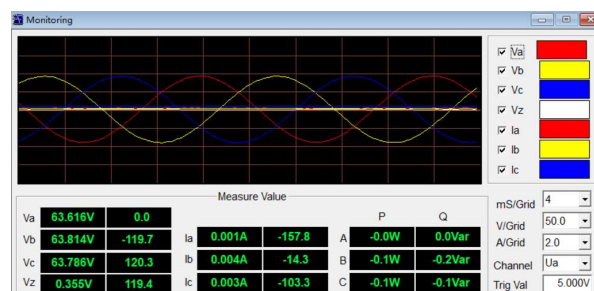 Monitoring
Va
Vb
Vc
Vz
Ia
Ib
Ic
Measure Value
Va 63.616V 0.0
Vb 63.814V -119.7
Vc 63.786V 120.3
Vz 0.355V 119.4
Ia 0.001A -157.8
Ib 0.004A -14.3
Ic 0.003A -103.3
P Q
A -0.0W 0.0Var
B -0.1W -0.2Var
C -0.1W -0.1Var
mS/Grid 4
V/Grid 50.0
A/Grid 2.0
Channel Ua
Trig Val 5.000V